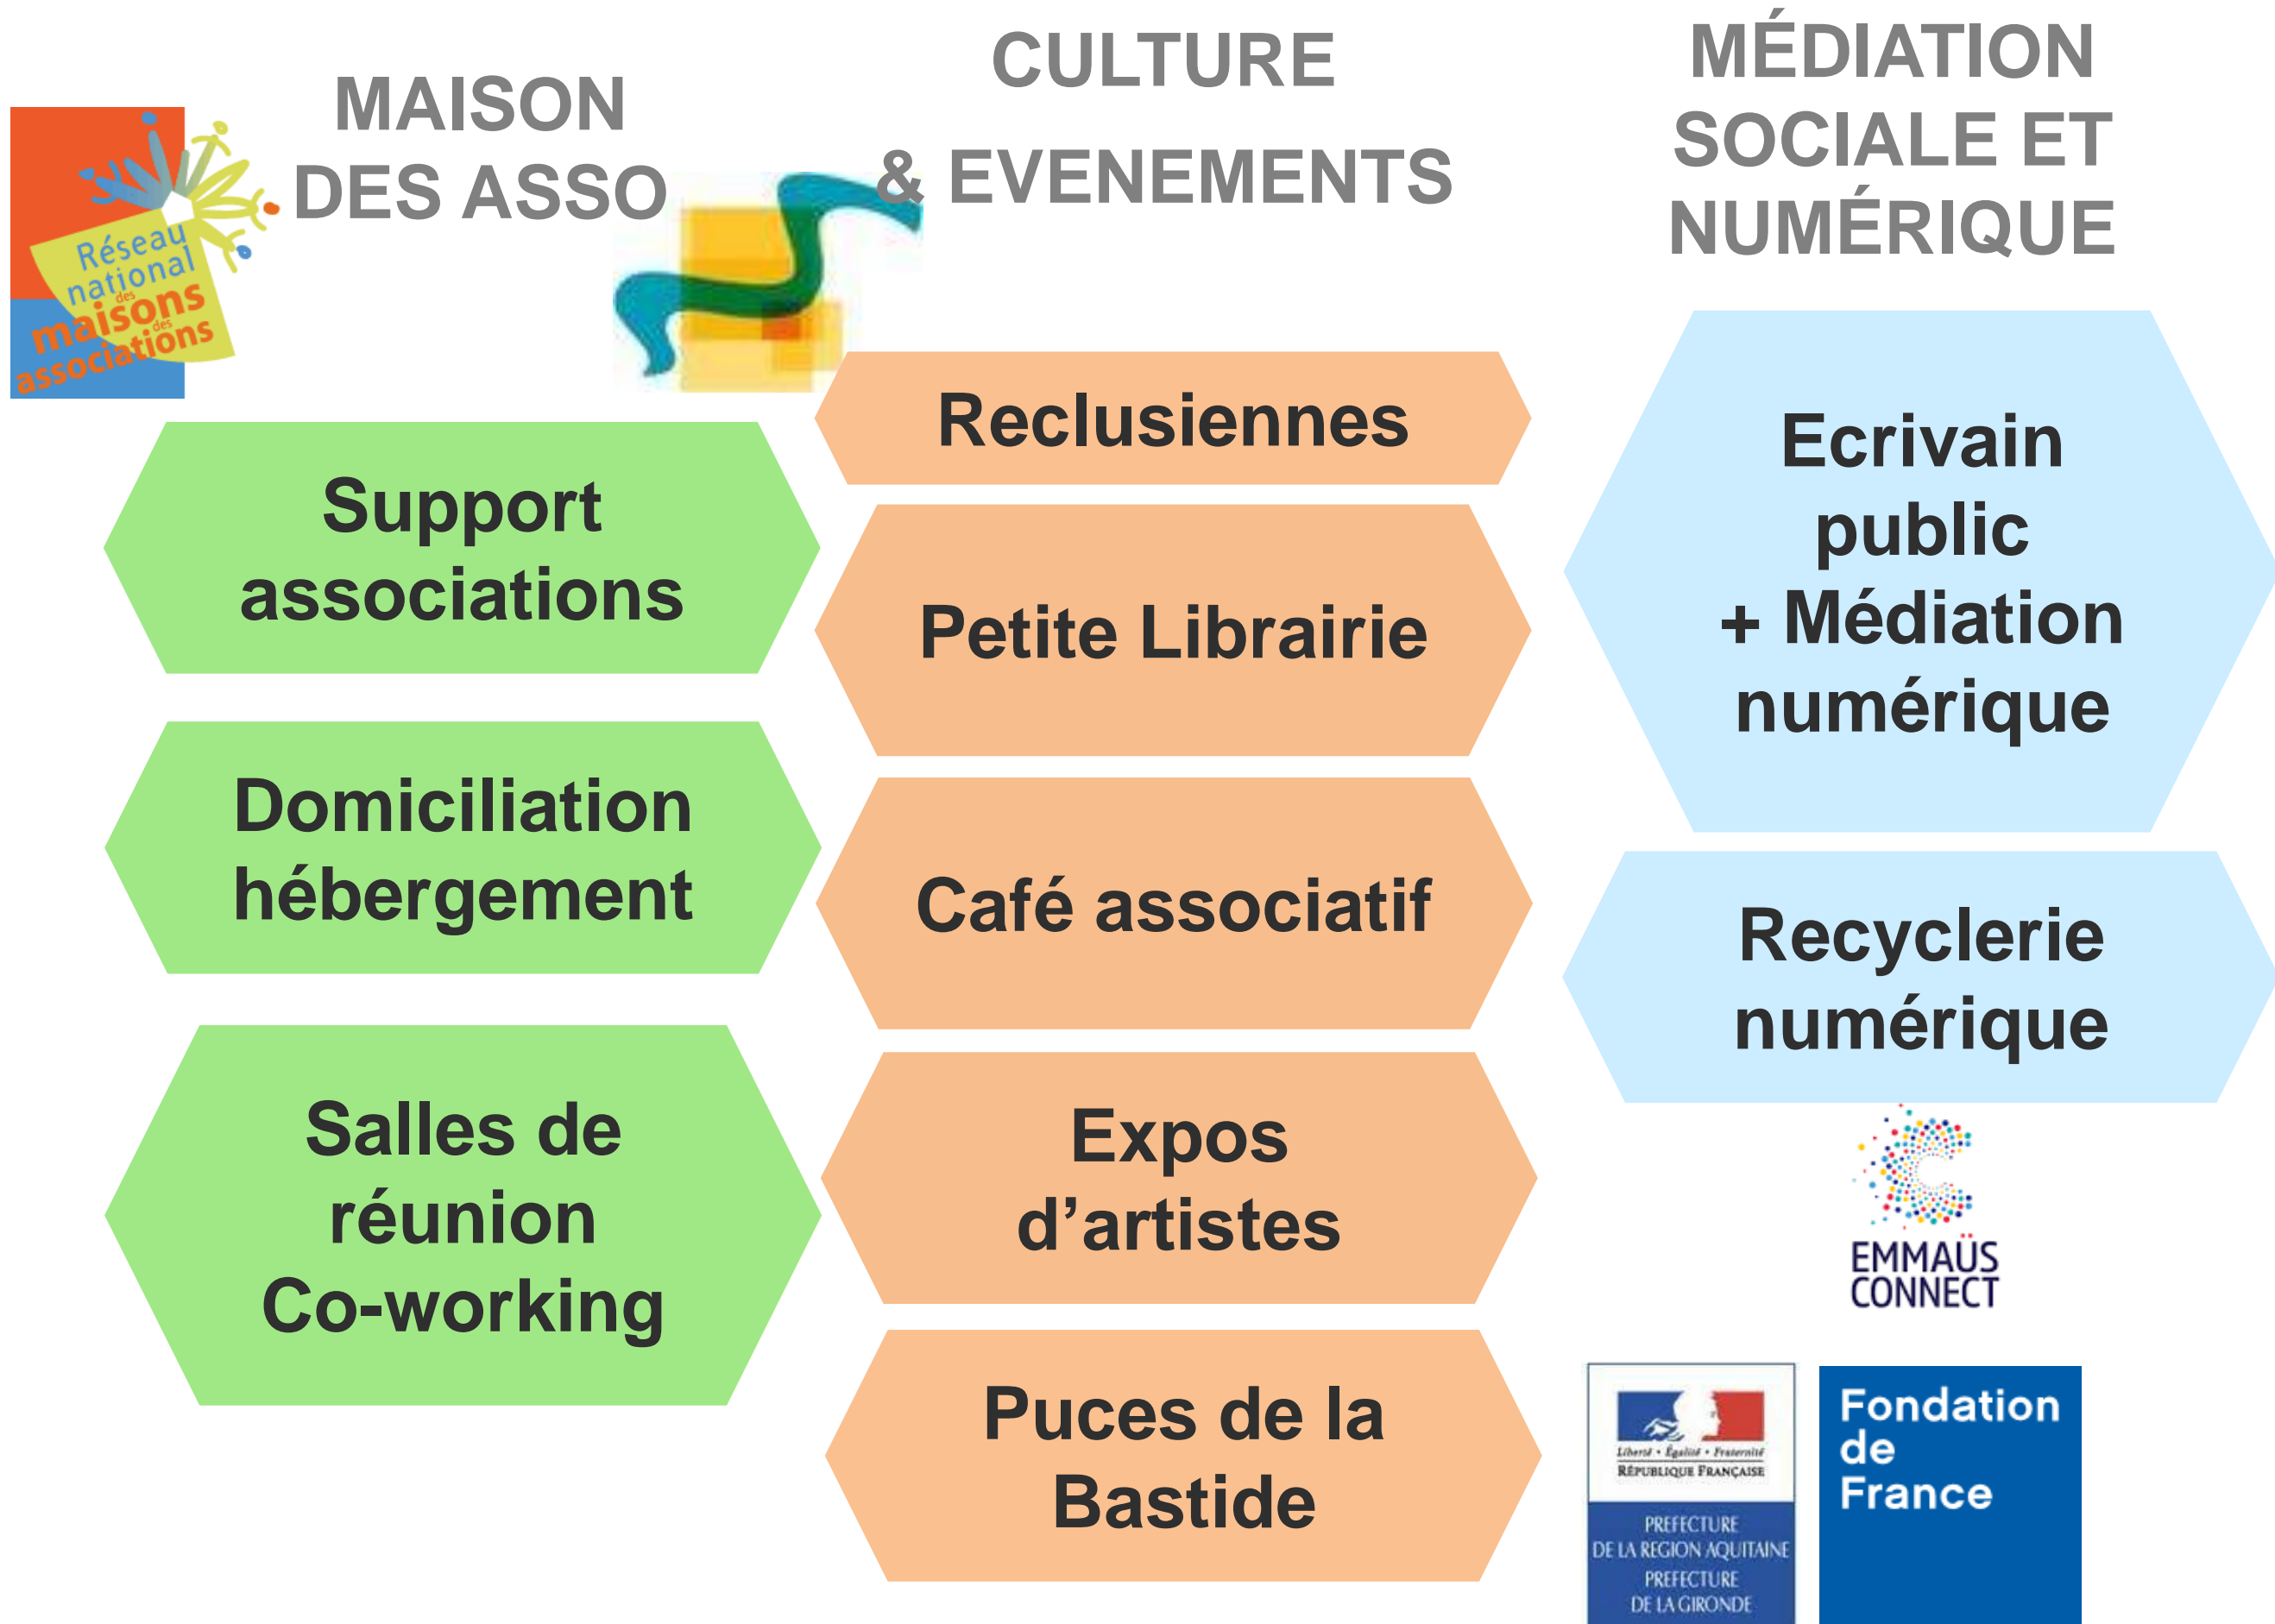 MAISON
DES ASSO
Réseau
national
des
maisons
des
associations
Support
associations
Domiciliation
hébergement
Salles de
réunion
Co-working
CULTURE
& EVENEMENTS
Reclusiennes
Petite Librairie
Café associatif
Expos
d’artistes
Puces de la
Bastide
MÉDIATION
SOCIALE ET
NUMÉRIQUE
Ecrivain
public
+ Médiation
numérique
Recyclerie
numérique
EMMAÜS
CONNECT
Liberté • Égalité • Fraternité
RÉPUBLIQUE FRANÇAISE
PREFECTURE
DE LA REGION AQUITAINE
PREFECTURE
DE LA GIRONDE
Fondation
de
France